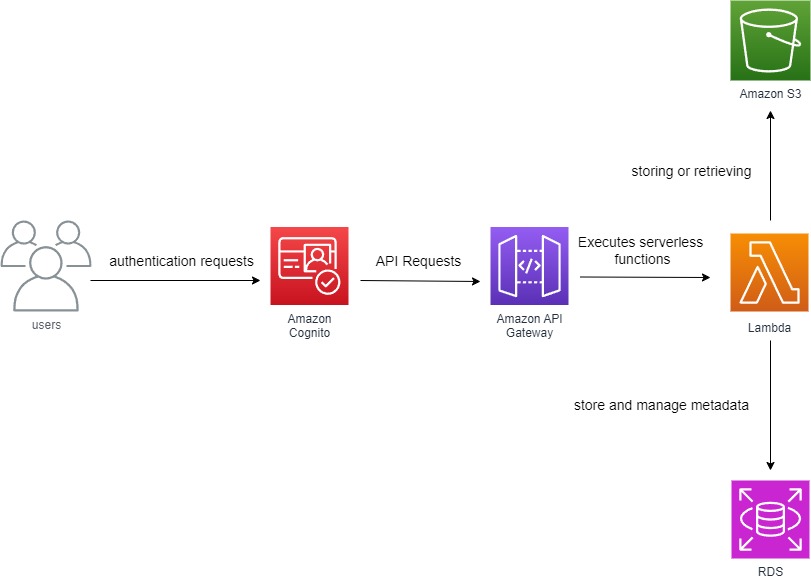 Amazon S3
storing or retrieving
authentication requests
API Requests
Executes serverless
functions
users
Amazon
Cognito
Amazon API
Gateway
Lambda
store and manage metadata
RDS